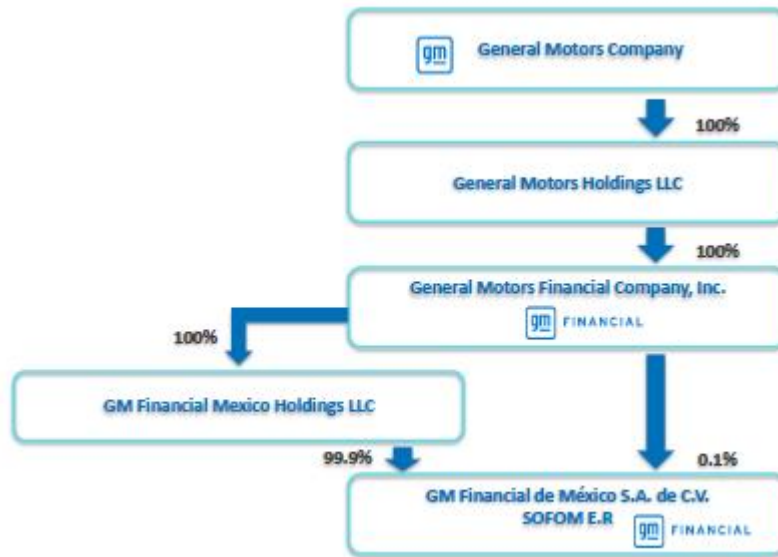 gm
General Motors Company
100%
General Motors Holdings LLC
100%
General Motors Financial Company, Inc.
gm FINANCIAL
100%
GM Financial Mexico Holdings LLC
99.9%
0.1%
GM Financial de México S.A. de C.V.
SOFOM E.R
gm FINANCIAL